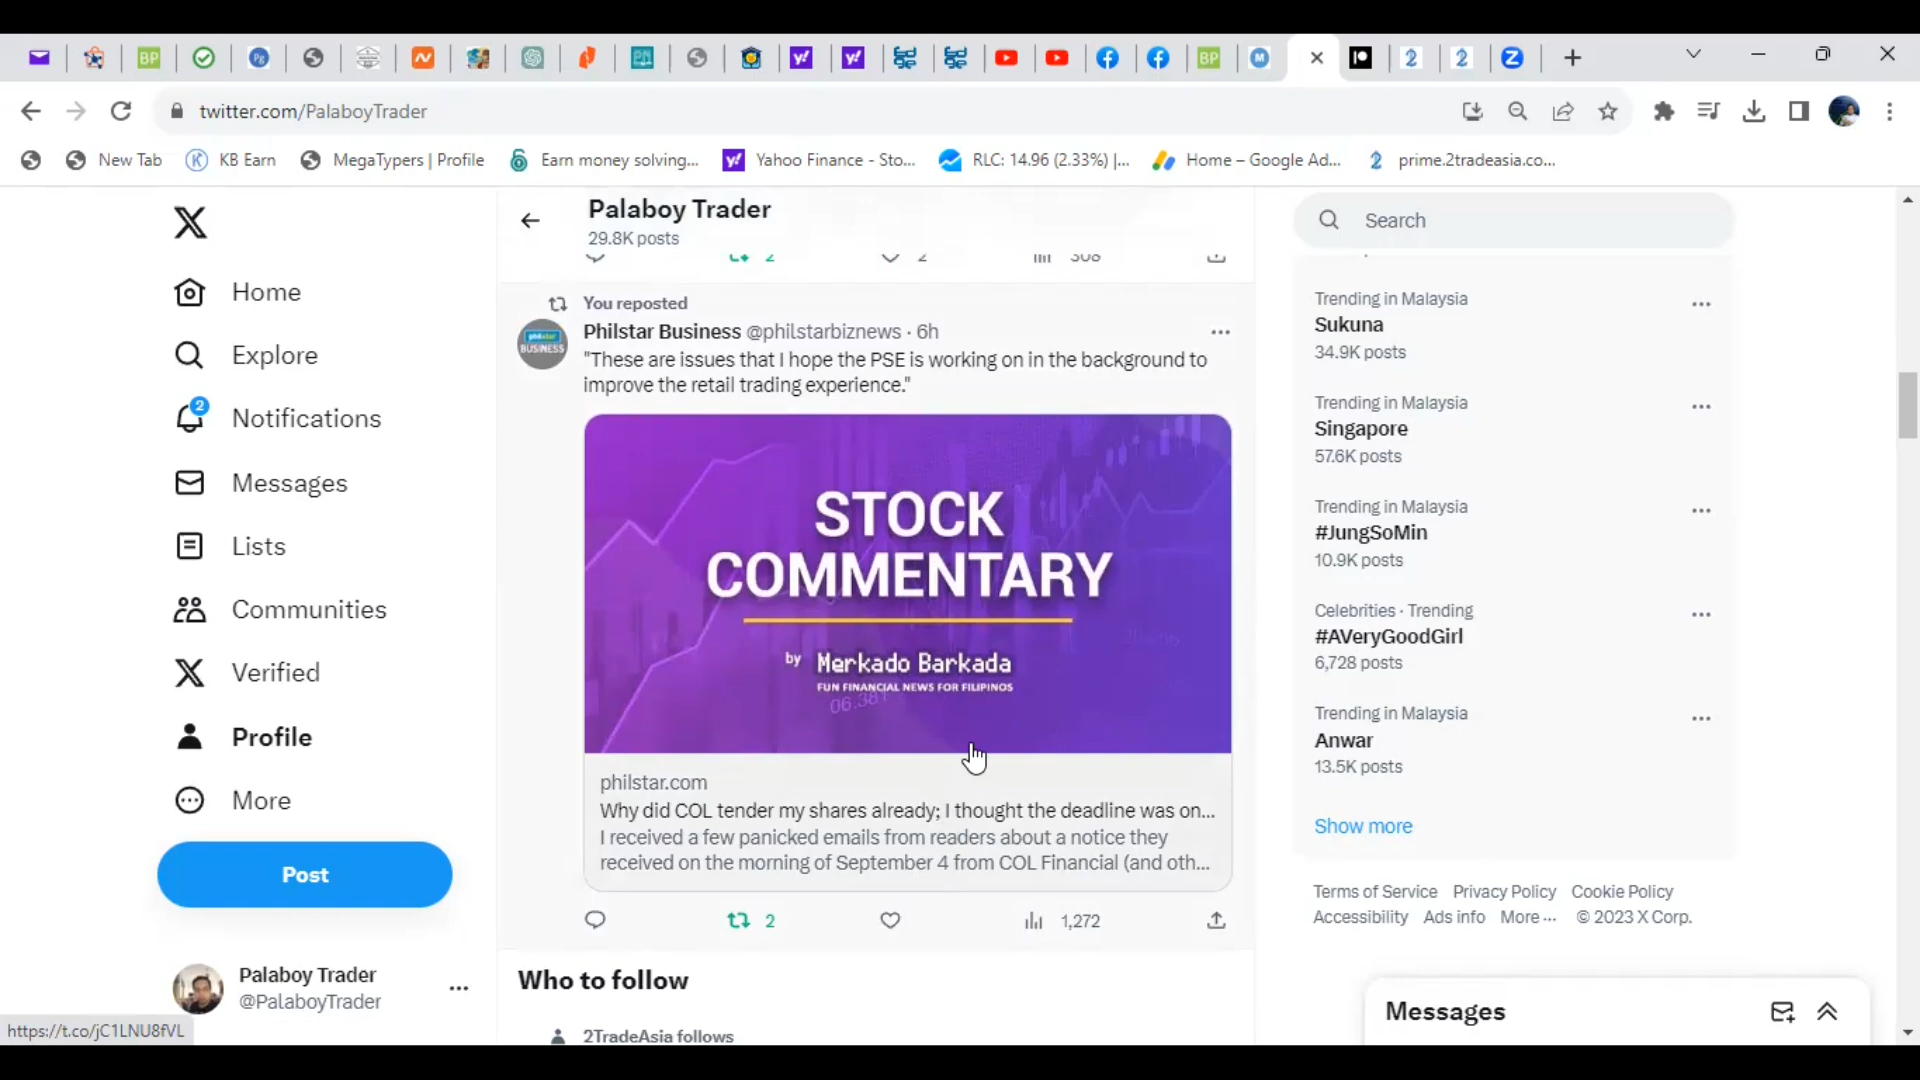 twitter.com/PalaboyTrader
New Tab
KB Earn
MegaTypers | Profile
Earn money solving...
Yahoo Finance - Sto...
RLC: 14.96 (2.33%) |...
Home – Google Ad...
prime.2tradeasia.co...
Home
Explore
2
Notifications
Messages
Lists
Communities
Verified
Profile
More
Post
Palaboy Trader
@PalaboyTrader
https://t.co/jC1LNU8fVL
Palaboy Trader
29.8K posts
2
2
308
You reposted
Philstar Business @philstarbiznews · 6h
"These are issues that I hope the PSE is working on in the background to
improve the retail trading experience."
philstar
BUSINESS
STOCK
COMMENTARY
by Merkado Barkada
FUN FINANCIAL NEWS FOR FILIPINOS
06.381
philstar.com
Why did COL tender my shares already; I thought the deadline was on...
I received a few panicked emails from readers about a notice they
received on the morning of September 4 from COL Financial (and oth...
2
1,272
Who to follow
2TradeAsia follows
Search
Trending in Malaysia
Sukuna
34.9K posts
Trending in Malaysia
Singapore
57.6K posts
Trending in Malaysia
#JungSoMin
10.9K posts
Celebrities · Trending
#AVeryGoodGirl
6,728 posts
Trending in Malaysia
Anwar
13.5K posts
Show more
Terms of Service Privacy Policy Cookie Policy
Accessibility Ads info More ··· © 2023 X Corp.
Messages